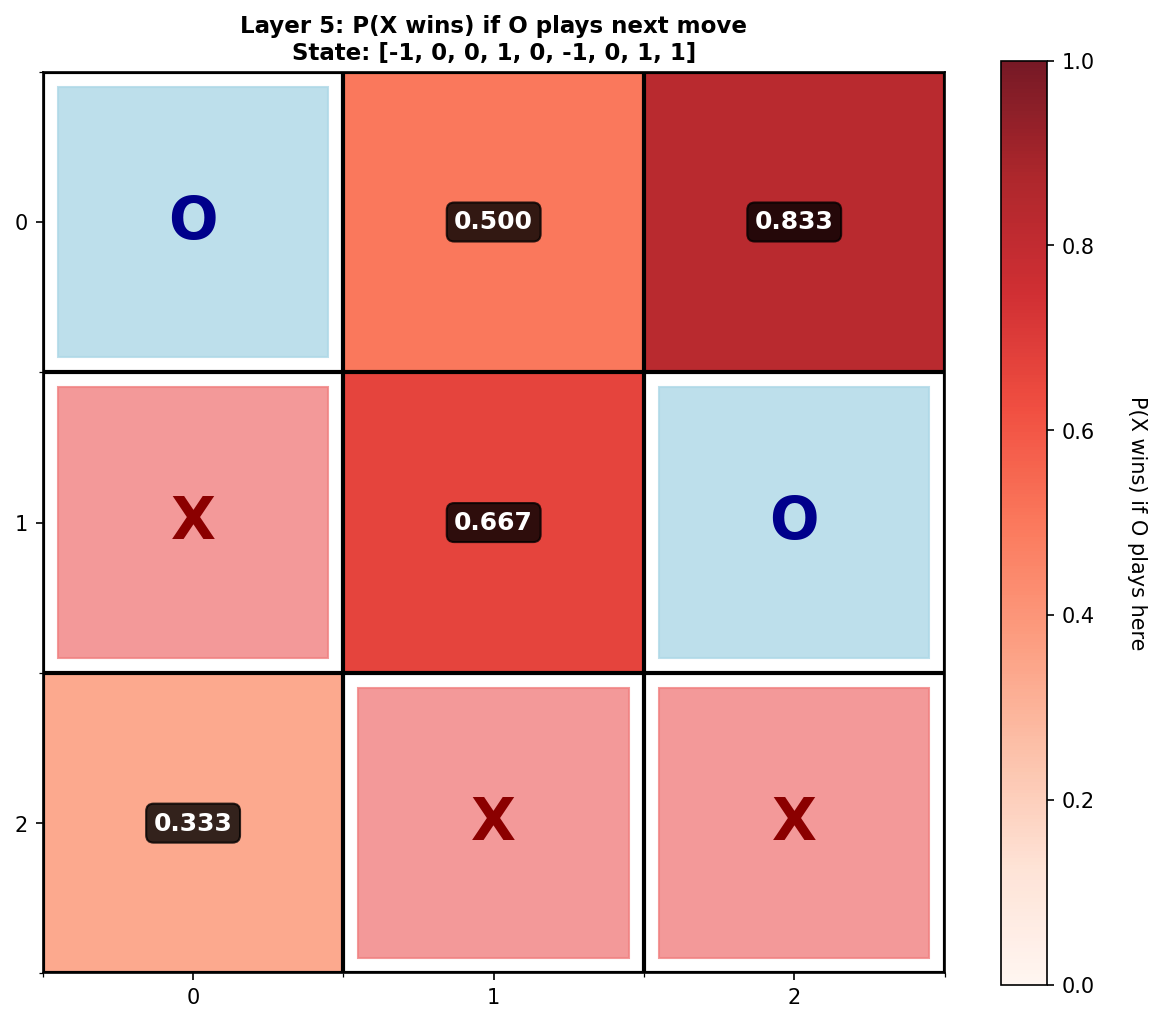 Layer 5: P(X wins) if O plays next move
State: [-1, 0, 0, 1, 0, -1, 0, 1, 1]
0
O
0.500
0.833
1
X
0.667
O
2
0.333
X
X
0
1
2
1.0
0.8
0.6
0.4
0.2
0.0
P(X wins) if O plays here